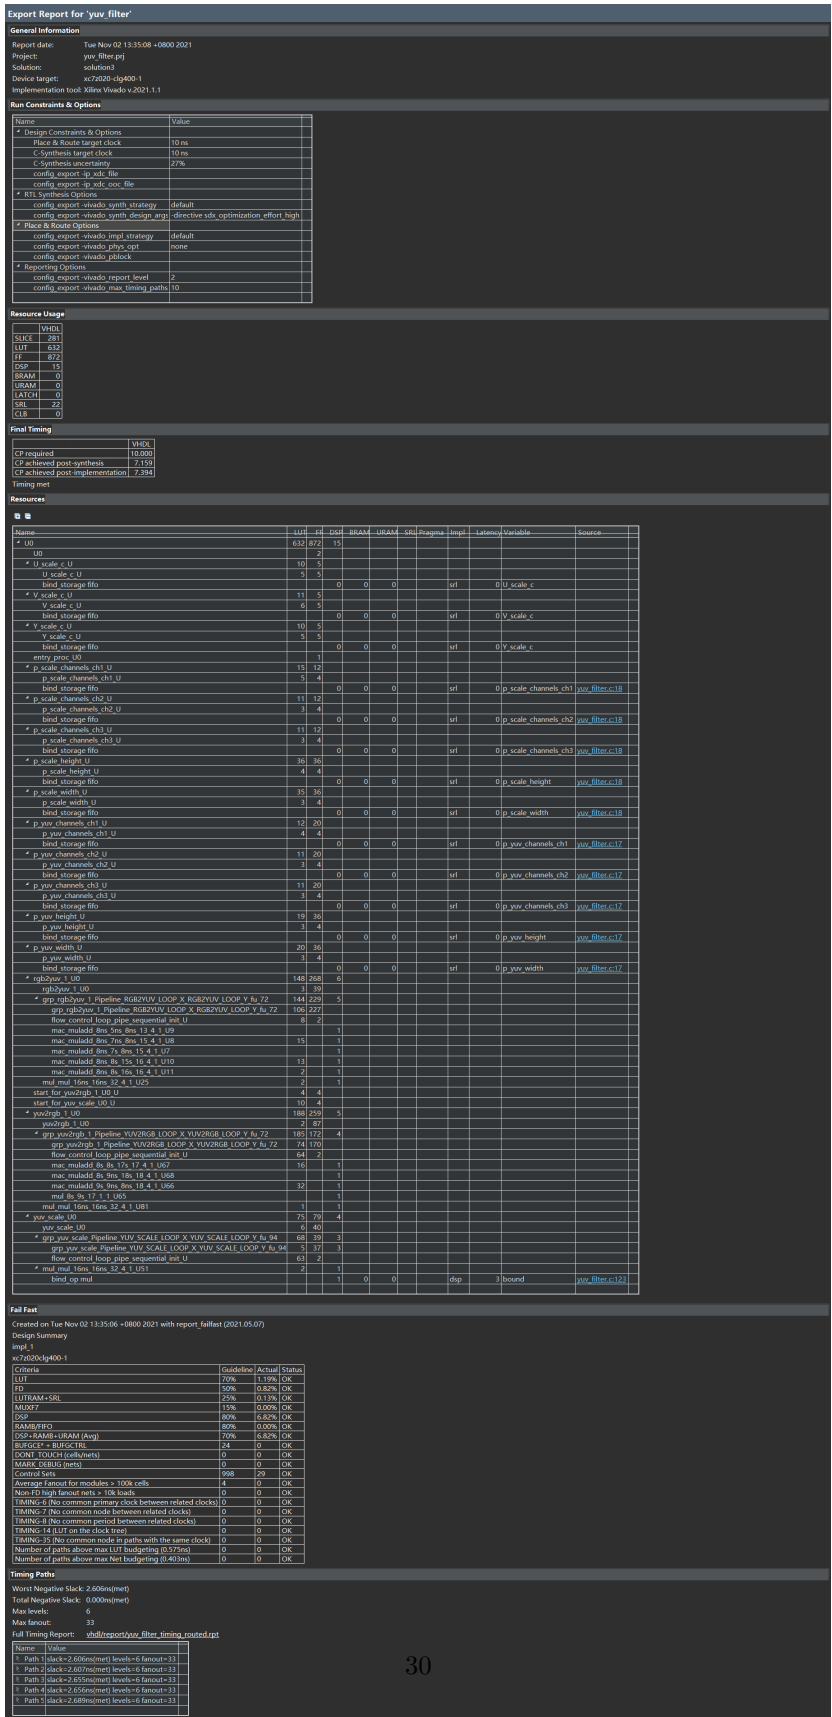 Export Report for 'yuv_filter'
General Information
Report date: Tue Nov 02 13:35:08 +0800 2021
Project: yuv_filter.prj
Solution: solution3
Device target: xc7z020-clg400-1
Implementation tool: Xilinx Vivado v.2021.1.1
Run Constraints & Options
Name Value
Design Constraints & Options
Place & Route target clock 10 ns
C-Synthesis target clock 10 ns
C-Synthesis uncertainty 27%
config_export -ip_xdc_file
config_export -ip_xdc_ooc_file
RTL Synthesis Options
config_export -vivado_synth_strategy default
config_export -vivado_synth_design_args -directive sdx_optimization_effort_high
Place & Route Options
config_export -vivado_impl_strategy default
config_export -vivado_phys_opt none
config_export -vivado_pblock
Reporting Options
config_export -vivado_report_level 2
config_export -vivado_max_timing_paths 10
Resource Usage
VHDL
SLICE 281
LUT 632
FF 872
DSP 15
BRAM 0
URAM 0
LATCH 0
SRL 22
CLB 0
Final Timing
VHDL
CP required 10.000
CP achieved post-synthesis 7.159
CP achieved post-implementation 7.394
Timing met
Resources
Name LUT FF DSP BRAM URAM SRL Pragma Impl Latency Variable Source
U0 632 872 15
U0 2
U_scale_c_U 10 5
U_scale_c_U 5 5
bind_storage fifo 0 0 0 srl 0 U_scale_c
V_scale_c_U 11 5
V_scale_c_U 6 5
bind_storage fifo 0 0 0 srl 0 V_scale_c
Y_scale_c_U 10 5
Y_scale_c_U 5 5
bind_storage fifo 0 0 0 srl 0 Y_scale_c
entry_proc_U0 1
p_scale_channels_ch1_U 15 12
p_scale_channels_ch1_U 5 4
bind_storage fifo 0 0 0 srl 0 p_scale_channels_ch1 yuv_filter.c:18
p_scale_channels_ch2_U 11 12
p_scale_channels_ch2_U 3 4
bind_storage fifo 0 0 0 srl 0 p_scale_channels_ch2 yuv_filter.c:18
p_scale_channels_ch3_U 11 12
p_scale_channels_ch3_U 3 4
bind_storage fifo 0 0 0 srl 0 p_scale_channels_ch3 yuv_filter.c:18
p_scale_height_U 36 36
p_scale_height_U 4 4
bind_storage fifo 0 0 0 srl 0 p_scale_height yuv_filter.c:18
p_scale_width_U 35 36
p_scale_width_U 3 4
bind_storage fifo 0 0 0 srl 0 p_scale_width yuv_filter.c:18
p_yuv_channels_ch1_U 12 20
p_yuv_channels_ch1_U 4 4
bind_storage fifo 0 0 0 srl 0 p_yuv_channels_ch1 yuv_filter.c:17
p_yuv_channels_ch2_U 11 20
p_yuv_channels_ch2_U 3 4
bind_storage fifo 0 0 0 srl 0 p_yuv_channels_ch2 yuv_filter.c:17
p_yuv_channels_ch3_U 11 20
p_yuv_channels_ch3_U 3 4
bind_storage fifo 0 0 0 srl 0 p_yuv_channels_ch3 yuv_filter.c:17
p_yuv_height_U 19 36
p_yuv_height_U 3 4
bind_storage fifo 0 0 0 srl 0 p_yuv_height yuv_filter.c:17
p_yuv_width_U 20 36
p_yuv_width_U 3 4
bind_storage fifo 0 0 0 srl 0 p_yuv_width yuv_filter.c:17
rgb2yuv_1_U0 148 268 6
rgb2yuv_1_U0 3 39
grp_rgb2yuv_1_Pipeline_RGB2YUV_LOOP_X_RGB2YUV_LOOP_Y_fu_72 144 229 5
grp_rgb2yuv_1_Pipeline_RGB2YUV_LOOP_X_RGB2YUV_LOOP_Y_fu_72 106 227
flow_control_loop_pipe_sequential_init_U 8 2
mac_muladd_8ns_5ns_8ns_13_4_1_U9 1
mac_muladd_8ns_7ns_8ns_15_4_1_U8 15 1
mac_muladd_8ns_7s_8ns_15_4_1_U7 1
mac_muladd_8ns_8s_15s_16_4_1_U10 13 1
mac_muladd_8ns_8s_16s_16_4_1_U11 2 1
mul_mul_16ns_16ns_32_4_1_U25 2 1
start_for_yuv2rgb_1_U0_U 4 4
start_for_yuv_scale_U0_U 10 4
yuv2rgb_1_U0 188 259 5
yuv2rgb_1_U0 2 87
grp_yuv2rgb_1_Pipeline_YUV2RGB_LOOP_X_YUV2RGB_LOOP_Y_fu_72 185 172 4
grp_yuv2rgb_1_Pipeline_YUV2RGB_LOOP_X_YUV2RGB_LOOP_Y_fu_72 74 170
flow_control_loop_pipe_sequential_init_U 64 2
mac_muladd_8s_8s_17s_17_4_1_U67 16 1
mac_muladd_8s_9ns_18s_18_4_1_U68 1
mac_muladd_9s_9ns_8ns_18_4_1_U66 32 1
mul_8s_9s_17_1_1_U65 1
mul_mul_16ns_16ns_32_4_1_U81 1 1
yuv_scale_U0 75 79 4
yuv_scale_U0 6 40
grp_yuv_scale_Pipeline_YUV_SCALE_LOOP_X_YUV_SCALE_LOOP_Y_fu_94 68 39 3
grp_yuv_scale_Pipeline_YUV_SCALE_LOOP_X_YUV_SCALE_LOOP_Y_fu_94 5 37 3
flow_control_loop_pipe_sequential_init_U 63 2
mul_mul_16ns_16ns_32_4_1_U51 2 1
bind_op mul 1 0 0 dsp 3 bound yuv_filter.c:123
Fail Fast
Created on Tue Nov 02 13:35:06 +0800 2021 with report_failfast (2021.05.07)
Design Summary
impl_1
xc7z020clg400-1
Criteria Guideline Actual Status
LUT 70% 1.19% OK
FD 50% 0.82% OK
LUTRAM+SRL 25% 0.13% OK
MUXF7 15% 0.00% OK
DSP 80% 6.82% OK
RAMB/FIFO 80% 0.00% OK
DSP+RAMB+URAM (Avg) 70% 6.82% OK
BUFGCE* + BUFGCTRL 24 0 OK
DONT_TOUCH (cells/nets) 0 0 OK
MARK_DEBUG (nets) 0 0 OK
Control Sets 998 29 OK
Average Fanout for modules > 100k cells 4 0 OK
Non-FD high fanout nets > 10k loads 0 0 OK
TIMING-6 (No common primary clock between related clocks) 0 0 OK
TIMING-7 (No common node between related clocks) 0 0 OK
TIMING-8 (No common period between related clocks) 0 0 OK
TIMING-14 (LUT on the clock tree) 0 0 OK
TIMING-35 (No common node in paths with the same clock) 0 0 OK
Number of paths above max LUT budgeting (0.575ns) 0 0 OK
Number of paths above max Net budgeting (0.403ns) 0 0 OK
Timing Paths
Worst Negative Slack: 2.606ns(met)
Total Negative Slack: 0.000ns(met)
Max levels: 6
Max fanout: 33
Full Timing Report: vhdl/report/yuv_filter_timing_routed.rpt
Name Value
Path 1 slack=2.606ns(met) levels=6 fanout=33
Path 2 slack=2.607ns(met) levels=6 fanout=33
Path 3 slack=2.655ns(met) levels=6 fanout=33
Path 4 slack=2.656ns(met) levels=6 fanout=33
Path 5 slack=2.689ns(met) levels=6 fanout=33
30